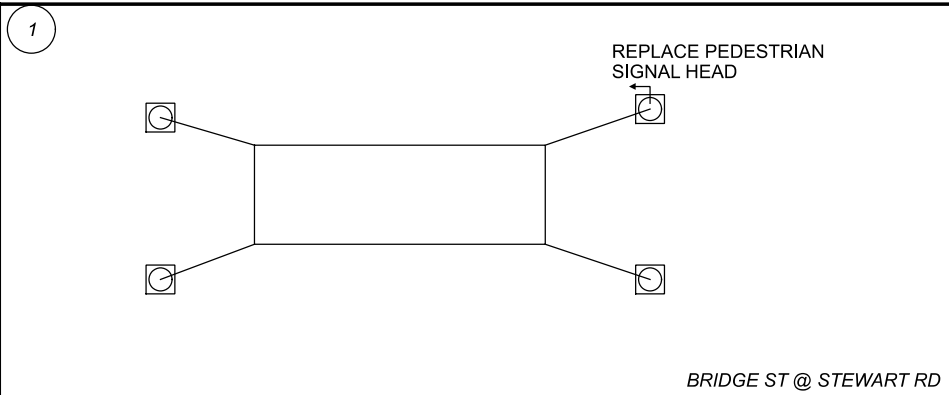 1
REPLACE PEDESTRIAN
SIGNAL HEAD
BRIDGE ST @ STEWART RD